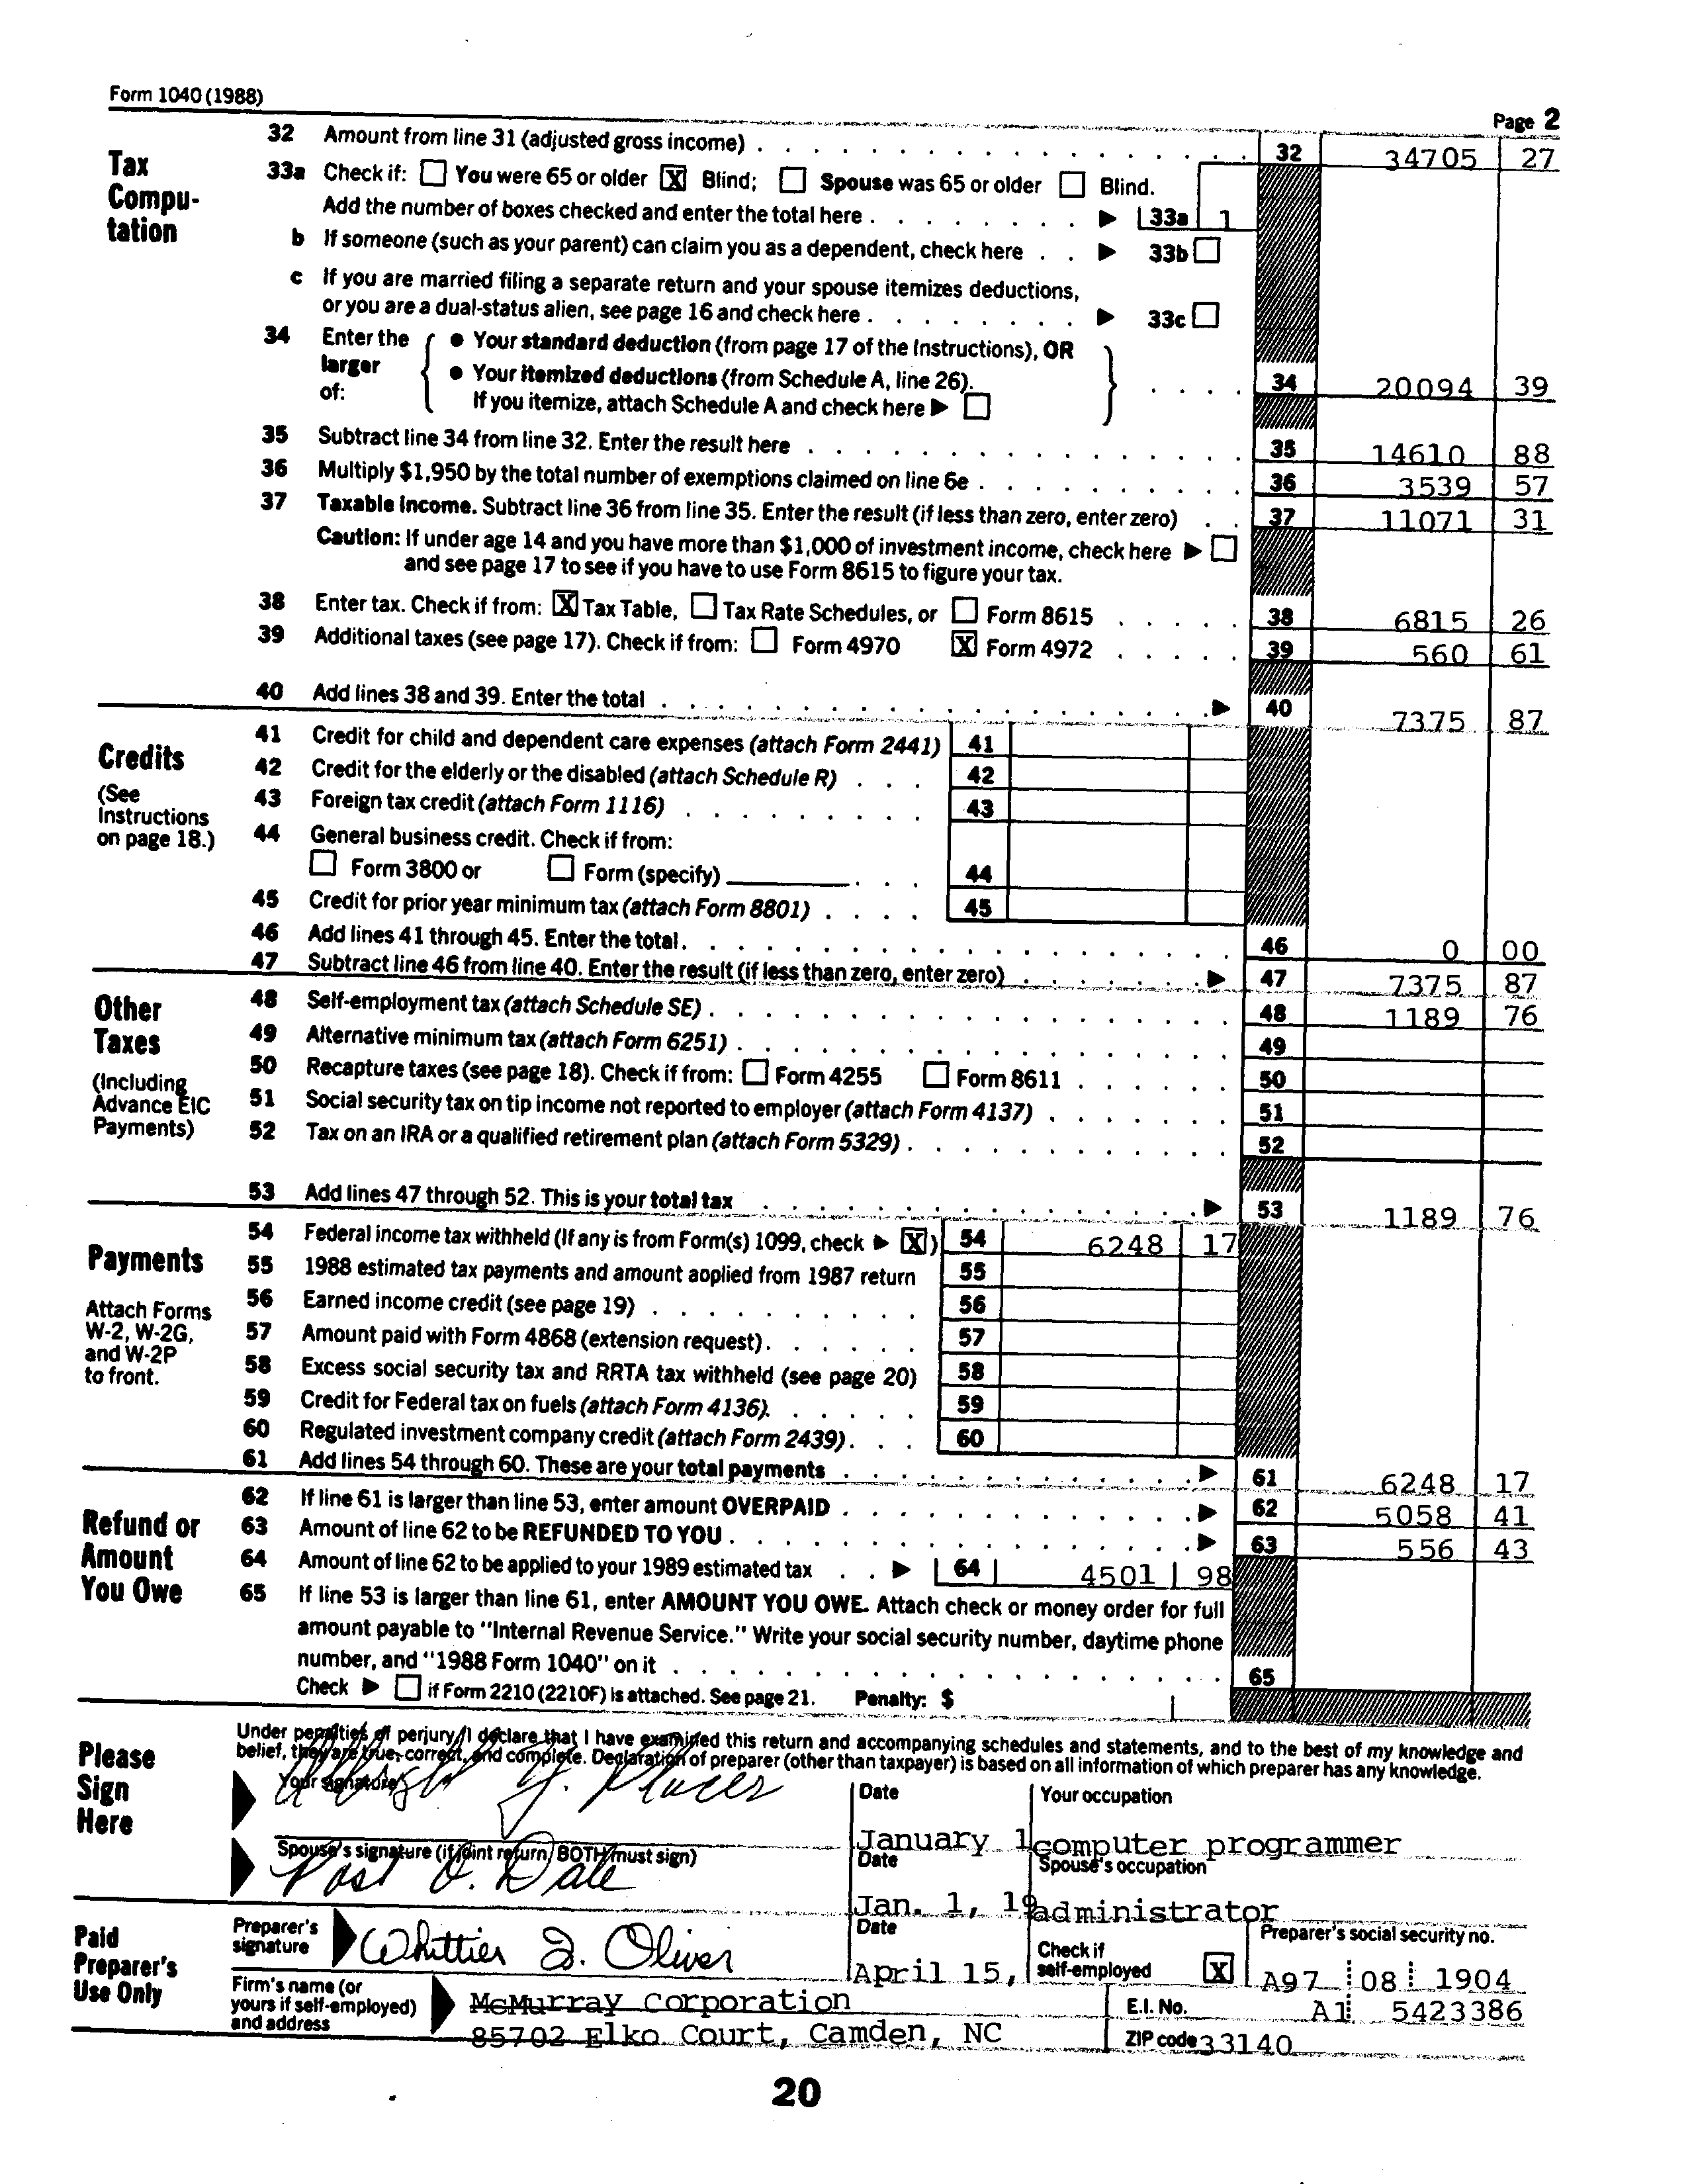 Form 1040 (1988)
Page 2
Tax Compu-tation
32 Amount from line 31 (adjusted gross income) 32 34705 27
33a Check if: You were 65 or older X Blind; Spouse was 65 or older Blind.
Add the number of boxes checked and enter the total here 33a 1
b If someone (such as your parent) can claim you as a dependent, check here 33b
c If you are married filing a separate return and your spouse itemizes deductions,
or you are a dual-status alien, see page 16 and check here 33c
34 Enter the larger of:
● Your standard deduction (from page 17 of the Instructions), OR
● Your itemized deductions (from Schedule A, line 26).
If you itemize, attach Schedule A and check here 34 20094 39
35 Subtract line 34 from line 32. Enter the result here 35 14610 88
36 Multiply $1,950 by the total number of exemptions claimed on line 6e 36 3539 57
37 Taxable income. Subtract line 36 from line 35. Enter the result (if less than zero, enter zero) 37 11071 31
Caution: If under age 14 and you have more than $1,000 of investment income, check here
and see page 17 to see if you have to use Form 8615 to figure your tax.
38 Enter tax. Check if from: X Tax Table, Tax Rate Schedules, or Form 8615 38 6815 26
39 Additional taxes (see page 17). Check if from: Form 4970 X Form 4972 39 560 61
40 Add lines 38 and 39. Enter the total 40 7375 87
Credits
(See Instructions on page 18.)
41 Credit for child and dependent care expenses (attach Form 2441) 41
42 Credit for the elderly or the disabled (attach Schedule R) 42
43 Foreign tax credit (attach Form 1116) 43
44 General business credit. Check if from:
Form 3800 or Form (specify) 44
45 Credit for prior year minimum tax (attach Form 8801) 45
46 Add lines 41 through 45. Enter the total 46 0 00
47 Subtract line 46 from line 40. Enter the result (if less than zero, enter zero) 47 7375 87
Other Taxes
(Including Advance EIC Payments)
48 Self-employment tax (attach Schedule SE) 48 1189 76
49 Alternative minimum tax (attach Form 6251) 49
50 Recapture taxes (see page 18). Check if from: Form 4255 Form 8611 50
51 Social security tax on tip income not reported to employer (attach Form 4137) 51
52 Tax on an IRA or a qualified retirement plan (attach Form 5329) 52
53 Add lines 47 through 52. This is your total tax 53 1189 76
Payments
Attach Forms W-2, W-2G, and W-2P to front.
54 Federal income tax withheld (If any is from Form(s) 1099, check X) 54 6248 17
55 1988 estimated tax payments and amount applied from 1987 return 55
56 Earned income credit (see page 19) 56
57 Amount paid with Form 4868 (extension request) 57
58 Excess social security tax and RRTA tax withheld (see page 20) 58
59 Credit for Federal tax on fuels (attach Form 4136) 59
60 Regulated investment company credit (attach Form 2439) 60
61 Add lines 54 through 60. These are your total payments 61 6248 17
Refund or Amount You Owe
62 If line 61 is larger than line 53, enter amount OVERPAID 62 5058 41
63 Amount of line 62 to be REFUNDED TO YOU 63 556 43
64 Amount of line 62 to be applied to your 1989 estimated tax 64 4501 98
65 If line 53 is larger than line 61, enter AMOUNT YOU OWE. Attach check or money order for full
amount payable to "Internal Revenue Service." Write your social security number, daytime phone
number, and "1988 Form 1040" on it 65
Check if Form 2210 (2210F) is attached. See page 21. Penalty: $
Please Sign Here
Under penalties of perjury, I declare that I have examined this return and accompanying schedules and statements, and to the best of my knowledge and
belief, they are true, correct, and complete. Declaration of preparer (other than taxpayer) is based on all information of which preparer has any knowledge.
Your signature Date Your occupation
January 1 computer programmer
Spouse's signature (if joint return, BOTH must sign) Date Spouse's occupation
Post O. Dale Jan. 1, 19 administrator
Paid Preparer's Use Only
Preparer's signature Whittier J. Oliver Date April 15, Check if self-employed X Preparer's social security no. A97 08 1904
Firm's name (or yours if self-employed) and address
McMurray Corporation E.I. No. A1 5423386
85702 Elko Court, Camden, NC ZIP code 33140
20